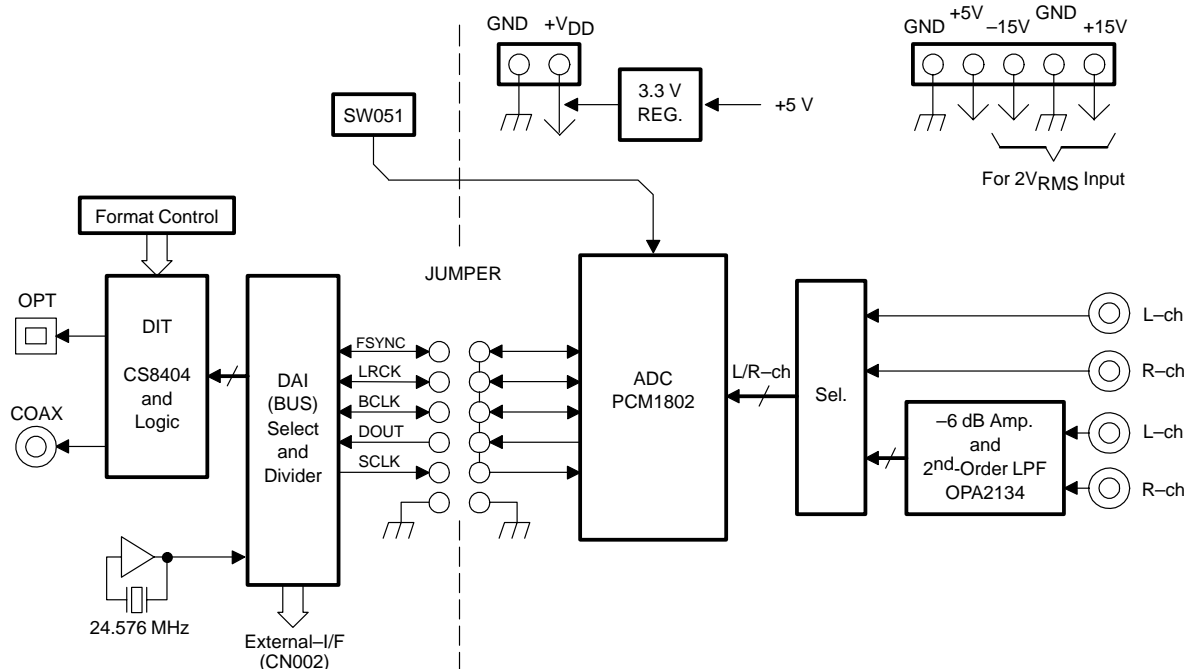 GND +VDD
GND +5V –15V GND +15V
3.3 V
REG.
+5 V
For 2VRMS Input
SW051
Format Control
JUMPER
OPT
COAX
DIT
CS8404
and
Logic
DAI
(BUS)
Select
and
Divider
FSYNC
LRCK
BCLK
DOUT
SCLK
ADC
PCM1802
L/R–ch
Sel.
–6 dB Amp.
and
2nd-Order LPF
OPA2134
L–ch
R–ch
L–ch
R–ch
24.576 MHz
External–I/F
(CN002)